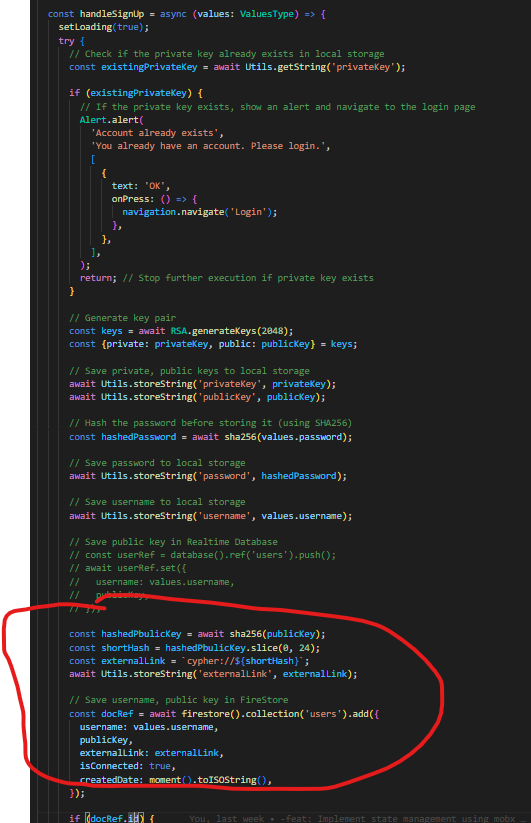 const handleSignUp = async (values: ValuesType) => {
setLoading(true);
try {
// Check if the private key already exists in local storage
const existingPrivateKey = await Utils.getString('privateKey');
if (existingPrivateKey) {
// If the private key exists, show an alert and navigate to the login page
Alert.alert(
'Account already exists',
'You already have an account. Please login.',
[
{
text: 'OK',
onPress: () => {
navigation.navigate('Login');
},
},
],
);
return; // Stop further execution if private key exists
}
// Generate key pair
const keys = await RSA.generateKeys(2048);
const {private: privateKey, public: publicKey} = keys;
// Save private, public keys to local storage
await Utils.storeString('privateKey', privateKey);
await Utils.storeString('publicKey', publicKey);
// Hash the password before storing it (using SHA256)
const hashedPassword = await sha256(values.password);
// Save password to local storage
await Utils.storeString('password', hashedPassword);
// Save username to local storage
await Utils.storeString('username', values.username);
// Save public key in Realtime Database
// const userRef = database().ref('users').push();
// await userRef.set({
//   username: values.username,
//   publicKey,
// });
const hashedPbulicKey = await sha256(publicKey);
const shortHash = hashedPbulicKey.slice(0, 24);
const externalLink = `cypher://${shortHash}`;
await Utils.storeString('externalLink', externalLink);
// Save username, public key in FireStore
const docRef = await firestore().collection('users').add({
username: values.username,
publicKey,
externalLink: externalLink,
isConnected: true,
createdDate: moment().toISOString(),
});
if (docRef.id) { You, last week • -feat: Implement state management using mobx …